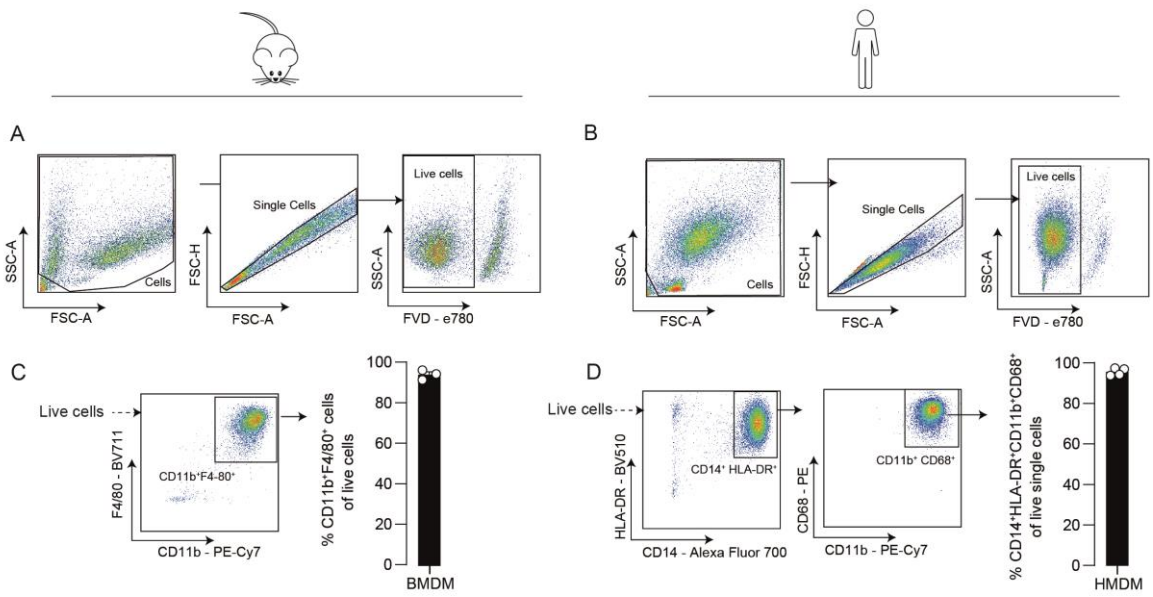 A
SSC-A
FSC-A
Cells
FSC-H
FSC-A
Single Cells
SSC-A
FVD - e780
Live cells
B
SSC-A
FSC-A
Cells
FSC-H
FSC-A
Single Cells
SSC-A
FVD - e780
Live cells
C
Live cells
F4/80 - BV711
CD11b - PE-Cy7
CD11b⁺F4-80⁺
% CD11b⁺F4/80⁺
of live cells
100
80
60
40
20
0
BMDM
D
Live cells
HLA-DR - BV510
CD14 - Alexa Fluor 700
CD14⁺ HLA-DR⁺
CD68 - PE
CD11b - PE-Cy7
CD11b⁺ CD68⁺
% CD14⁺HLA-DR⁺CD11b⁺CD68⁺
of live single cells
100
80
60
40
20
0
HMDM